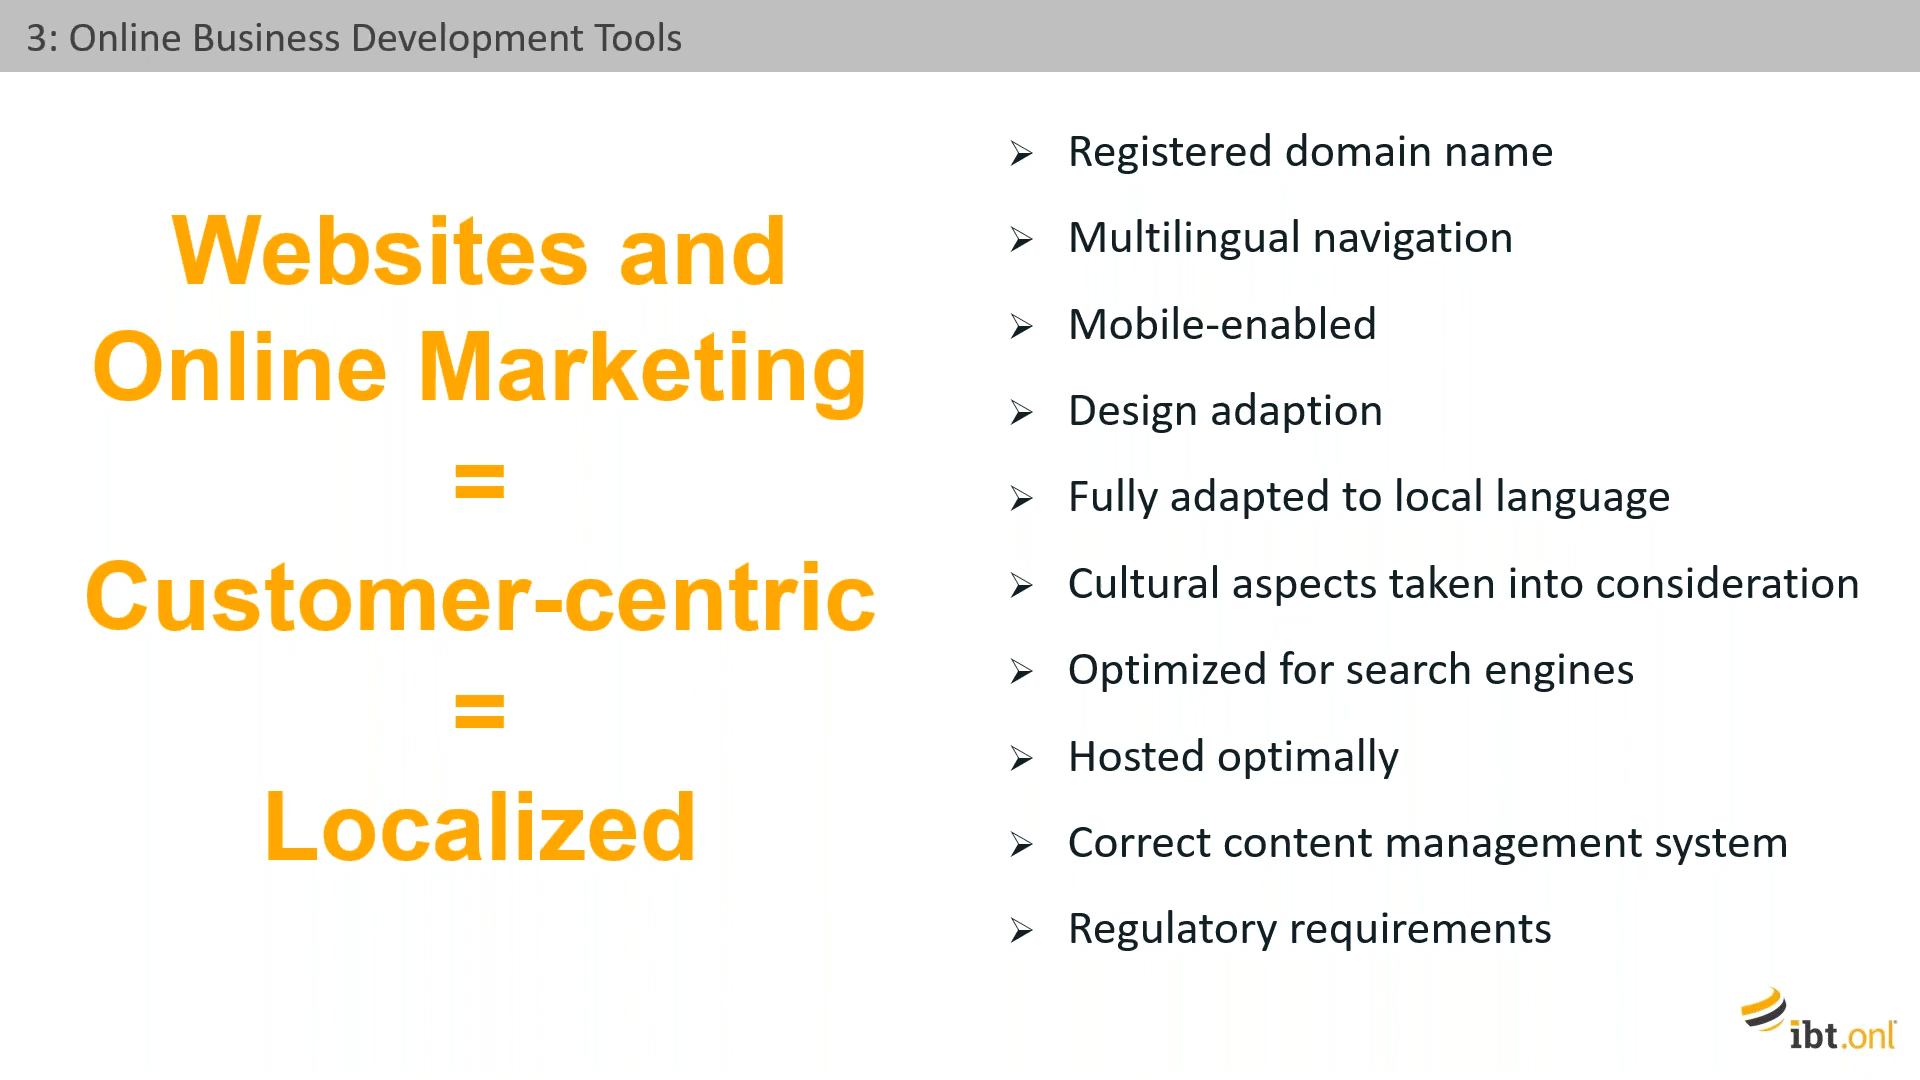 3: Online Business Development Tools
Websites and
Online Marketing
=
Customer-centric
=
Localized
➢ Registered domain name
➢ Multilingual navigation
➢ Mobile-enabled
➢ Design adaption
➢ Fully adapted to local language
➢ Cultural aspects taken into consideration
➢ Optimized for search engines
➢ Hosted optimally
➢ Correct content management system
➢ Regulatory requirements
ibt.onl